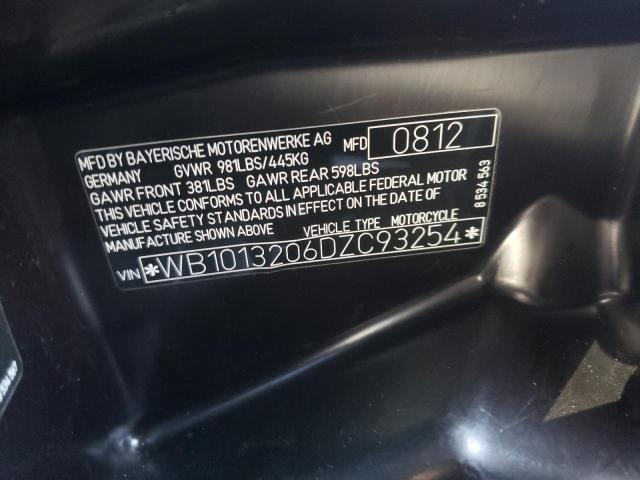 MFD BY BAYERISCHE MOTORENWERKE AG MFD 0812
GERMANY GVWR 981LBS/445KG
GAWR FRONT 381LBS GAWR REAR 598LBS
THIS VEHICLE CONFORMS TO ALL APPLICABLE FEDERAL MOTOR
VEHICLE SAFETY STANDARDS IN EFFECT ON THE DATE OF
MANUFACTURE SHOWN ABOVE VEHICLE TYPE MOTORCYCLE
VIN *WB1013206DZC93254*
8 534 563